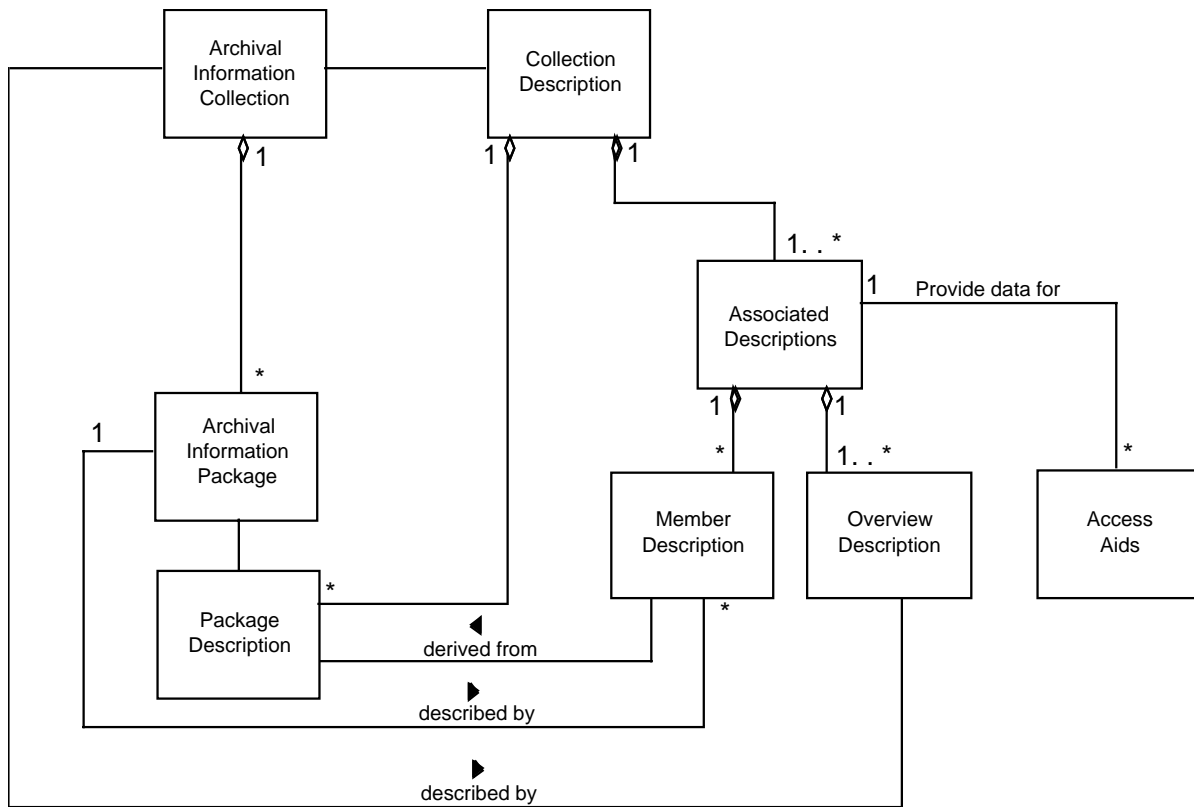 Archival
Information
Collection
Collection
Description
1
1
1
1. . *
Associated
Descriptions
1
Provide data for
*
Archival
Information
Package
1
1
1
*
1. . *
*
Member
Description
Overview
Description
Access
Aids
*
Package
Description
*
derived from
described by
described by